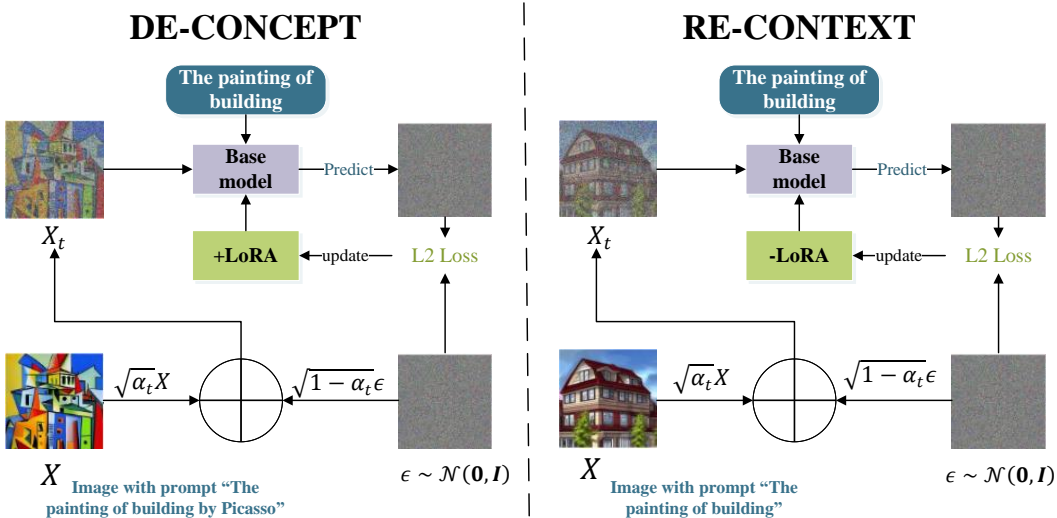 DE-CONCEPT
The painting of
building
Base
model
Predict
X_t
+LoRA
update
L2 Loss
√α_t X
√1 − α_t ϵ
X
ϵ ~ 𝒩(𝟎, 𝑰)
Image with prompt “The
painting of building by Picasso”
RE-CONTEXT
The painting of
building
Base
model
Predict
X_t
-LoRA
update
L2 Loss
√α_t X
√1 − α_t ϵ
X
ϵ ~ 𝒩(𝟎, 𝑰)
Image with prompt “The
painting of building”